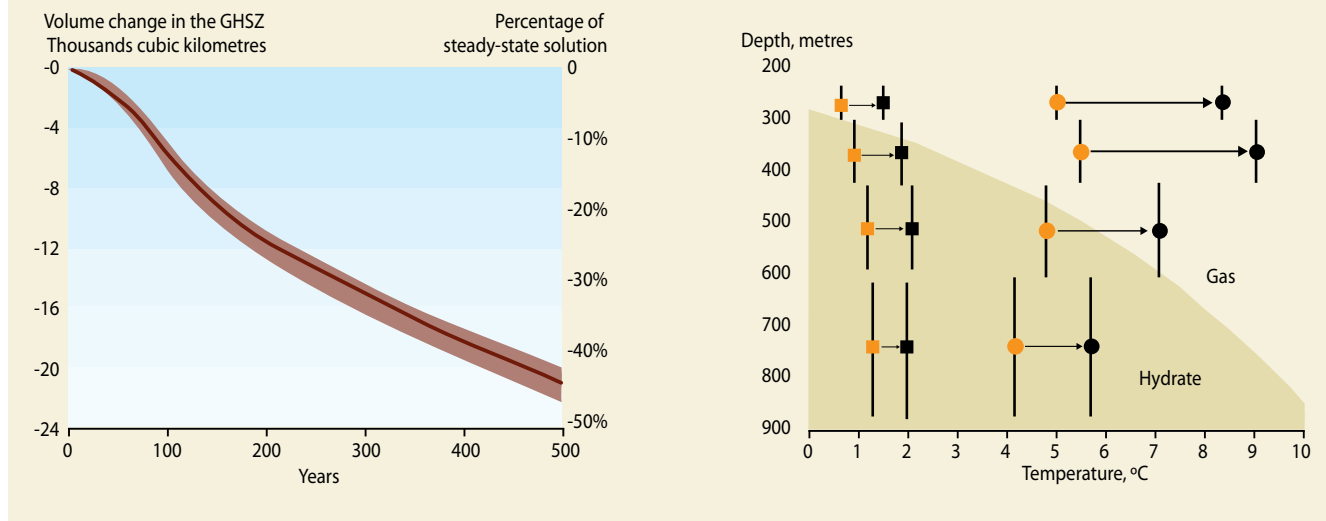 Volume change in the GHSZ
Thousands cubic kilometres
Percentage of
steady-state solution
-0
-4
-8
-12
-16
-20
-24
0
-10%
-20%
-30%
-40%
-50%
0 100 200 300 400 500
Years
Depth, metres
200
300
400
500
600
700
800
900
Gas
Hydrate
0 1 2 3 4 5 6 7 8 9 10
Temperature, ºC